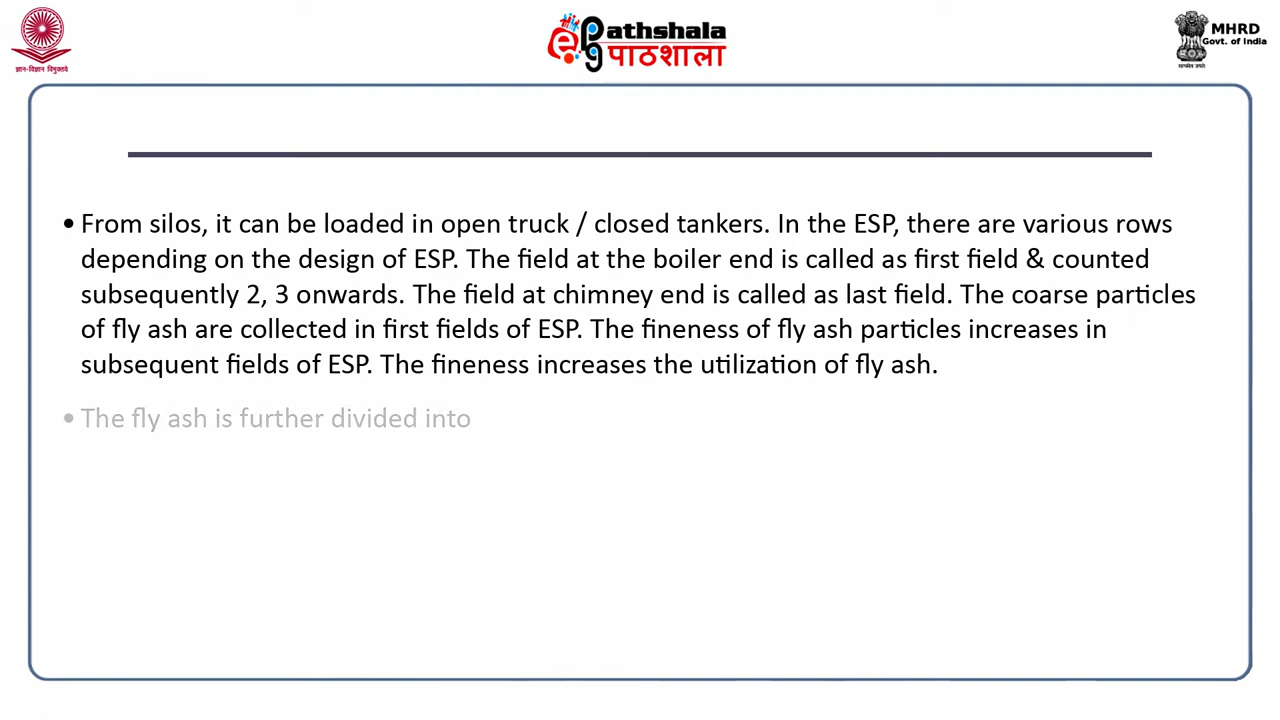 ज्ञान-विज्ञान विमुक्तये
ePG athshala
पाठशाला
MHRD
Govt. of India
सत्यमेव जयते
• From silos, it can be loaded in open truck / closed tankers. In the ESP, there are various rows
depending on the design of ESP. The field at the boiler end is called as first field & counted
subsequently 2, 3 onwards. The field at chimney end is called as last field. The coarse particles
of fly ash are collected in first fields of ESP. The fineness of fly ash particles increases in
subsequent fields of ESP. The fineness increases the utilization of fly ash.
• The fly ash is further divided into